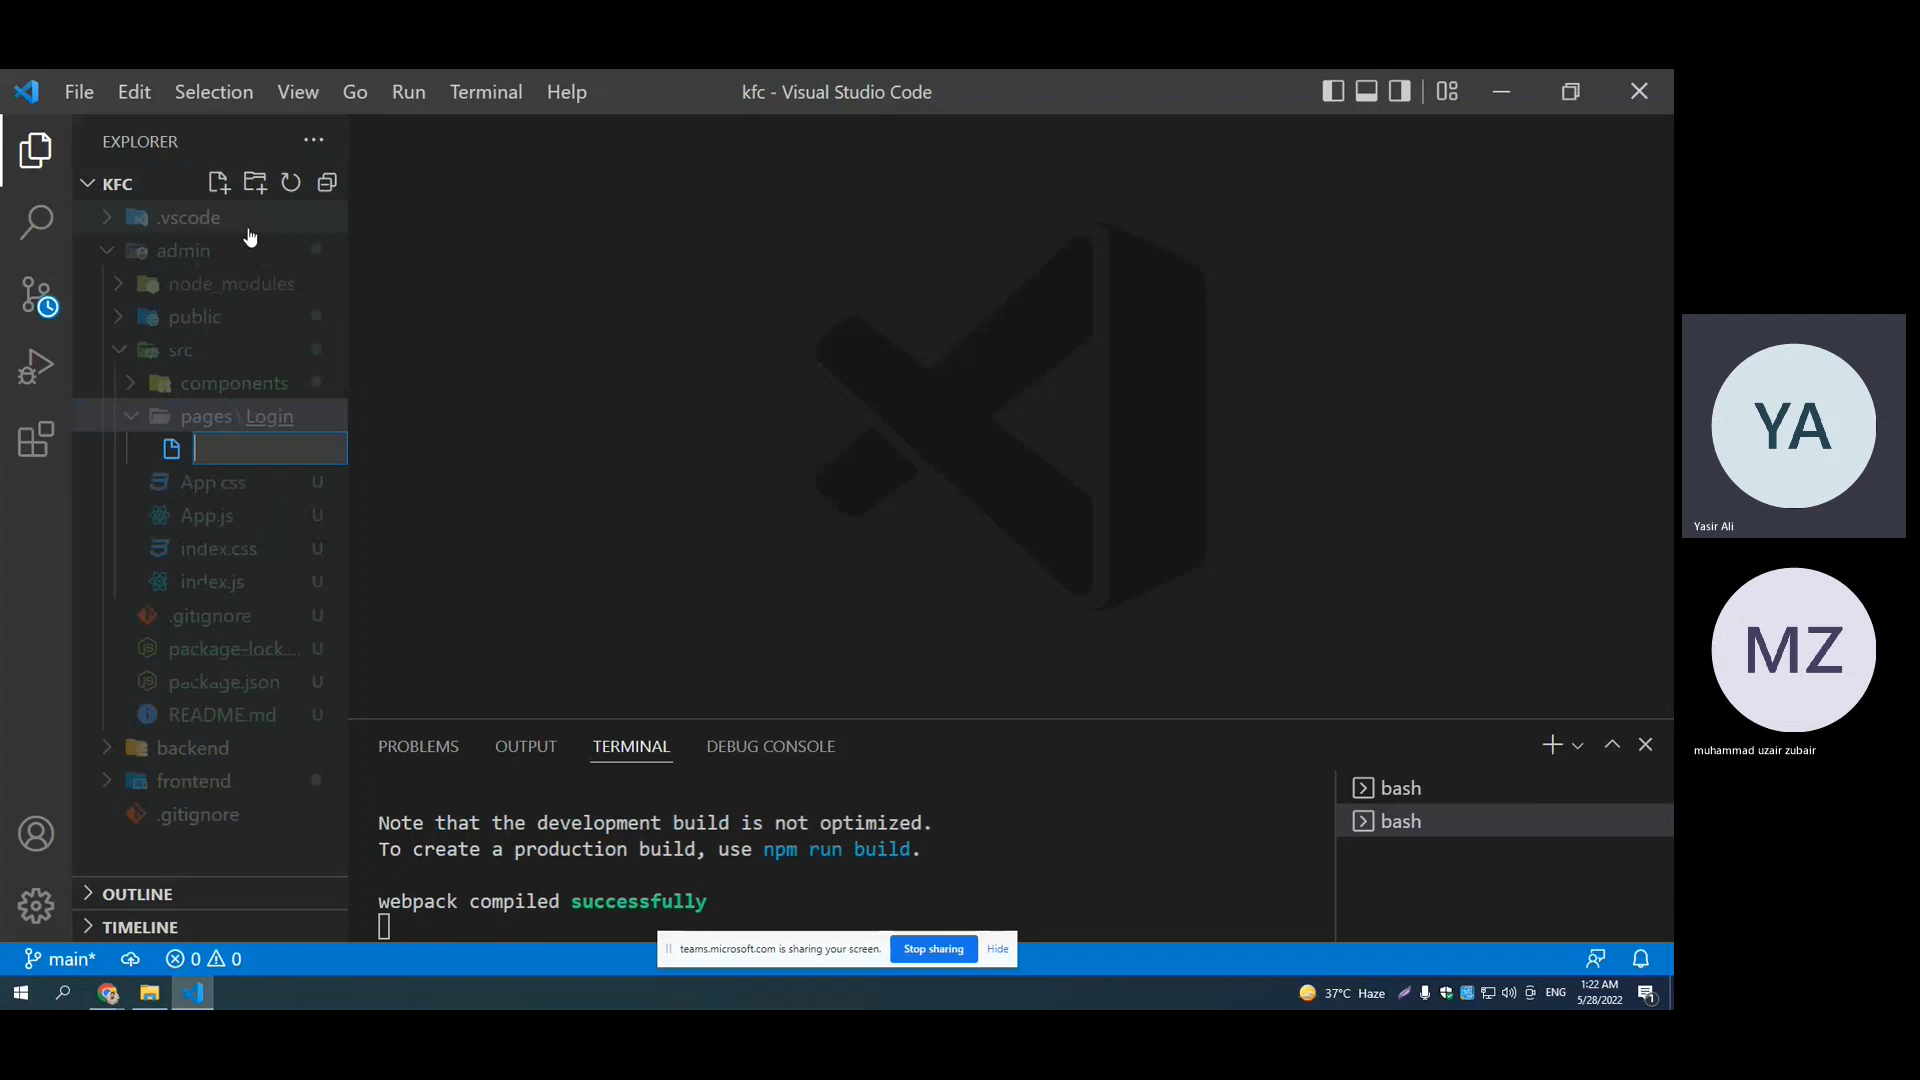 File Edit Selection View Go Run Terminal Help
kfc - Visual Studio Code
EXPLORER
KFC
.vscode
admin
node_modules
public
src
components
pages \ Login
App.css U
App.js U
index.css U
index.js U
.gitignore U
package-lock.... U
package.json U
README.md U
backend
frontend
.gitignore
OUTLINE
TIMELINE
PROBLEMS OUTPUT TERMINAL DEBUG CONSOLE
Note that the development build is not optimized.
To create a production build, use npm run build.
webpack compiled successfully
bash
bash
teams.microsoft.com is sharing your screen. Stop sharing Hide
main* 0 0
37°C Haze ENG 1:22 AM
5/28/2022
1
YA
Yasir Ali
MZ
muhammad uzair zubair